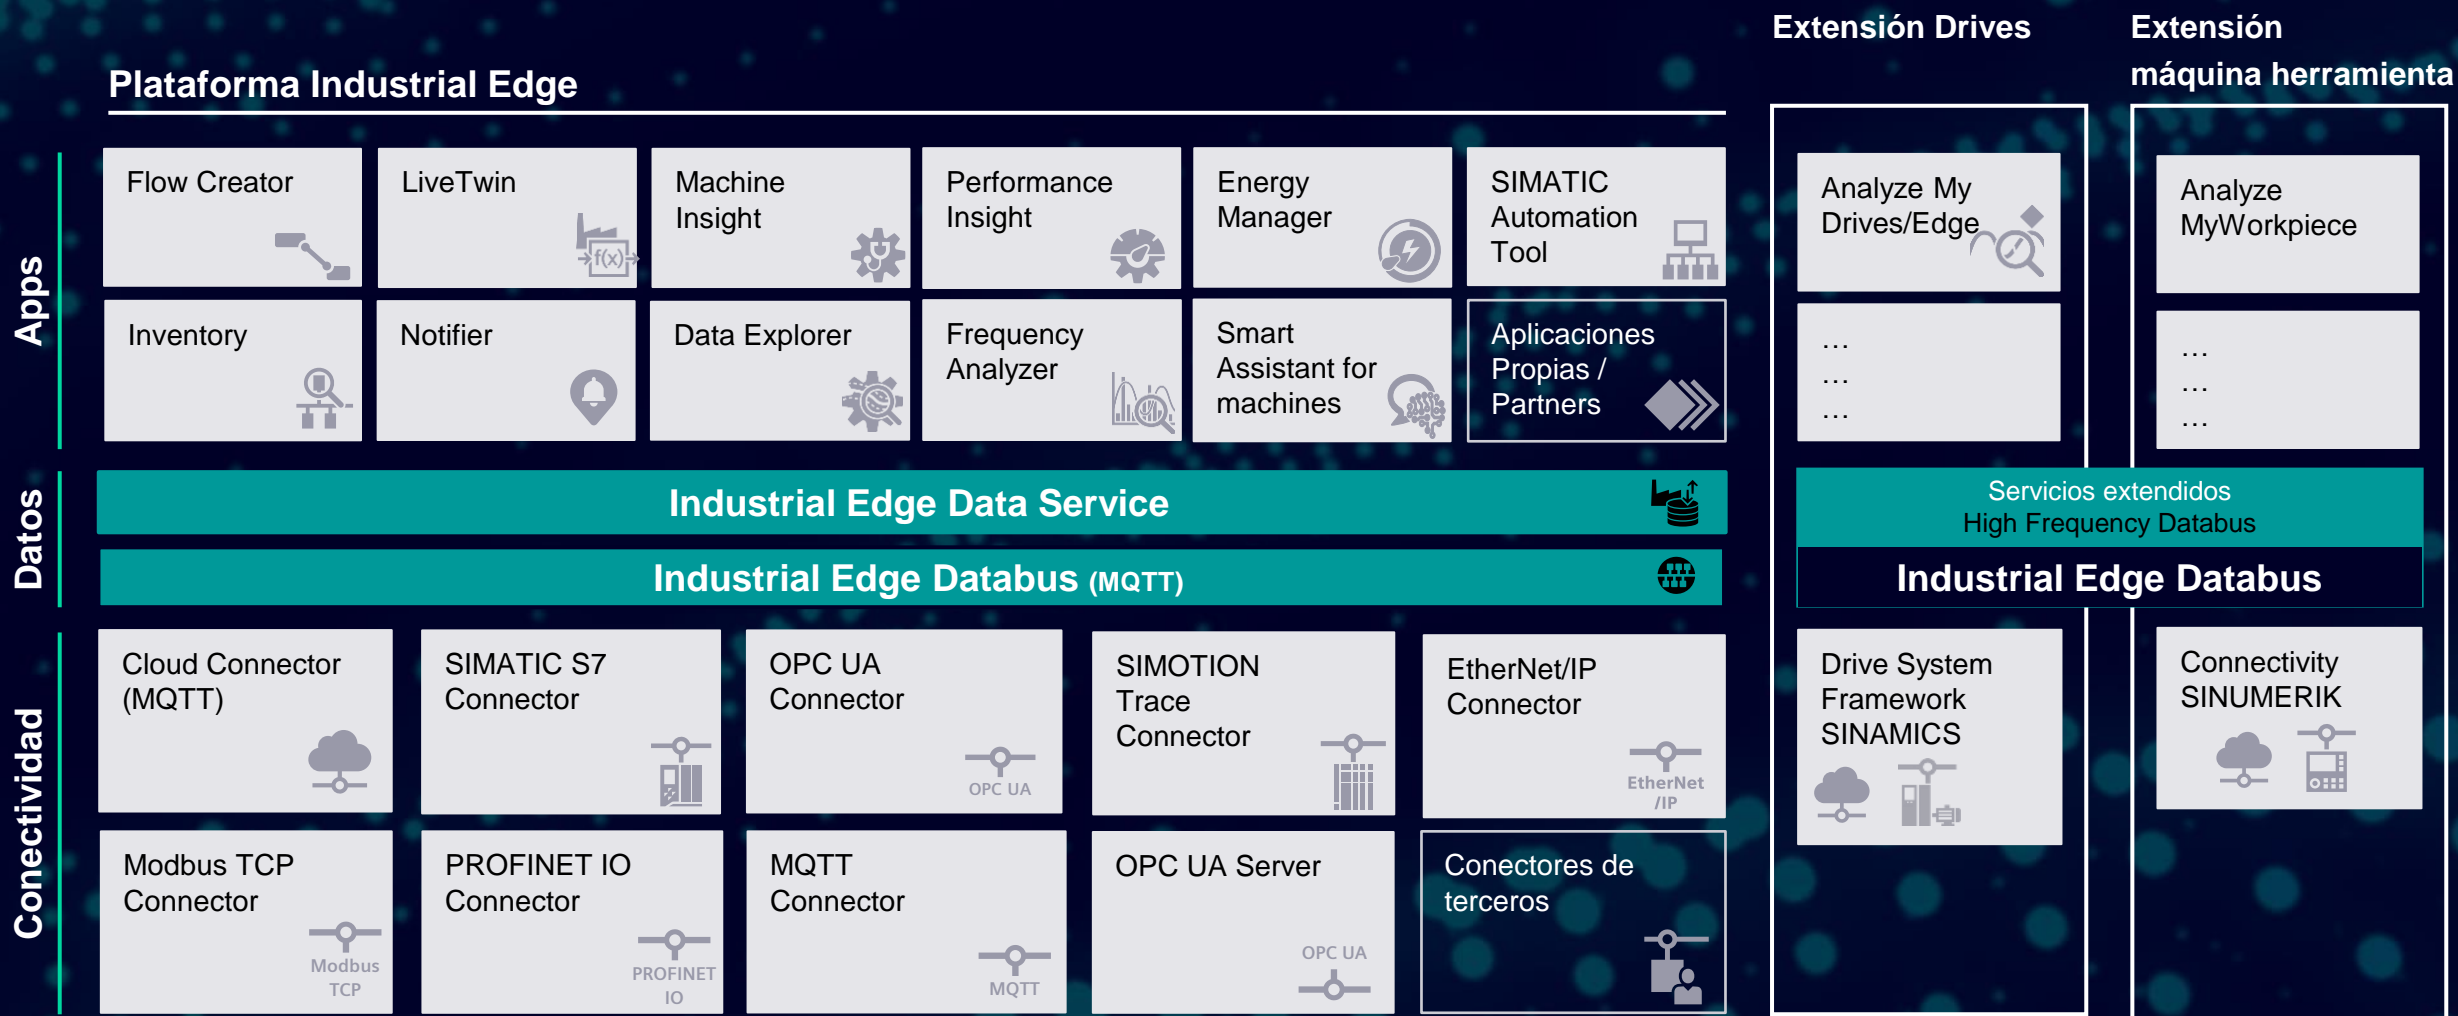 Plataforma Industrial Edge
Extensión Drives
Extensión
máquina herramienta
Apps
Flow Creator
LiveTwin
f(x)
Machine
Insight
Performance
Insight
Energy
Manager
SIMATIC
Automation
Tool
Inventory
Notifier
Data Explorer
Frequency
Analyzer
Smart
Assistant for
machines
Aplicaciones
Propias /
Partners
Analyze My
Drives/Edge
…
…
…
Analyze
MyWorkpiece
…
…
…
Datos
Industrial Edge Data Service
Industrial Edge Databus (MQTT)
Servicios extendidos
High Frequency Databus
Industrial Edge Databus
Conectividad
Cloud Connector
(MQTT)
SIMATIC S7
Connector
OPC UA
Connector
OPC UA
SIMOTION
Trace
Connector
EtherNet/IP
Connector
EtherNet
/IP
Modbus TCP
Connector
Modbus
TCP
PROFINET IO
Connector
PROFINET
IO
MQTT
Connector
MQTT
OPC UA Server
OPC UA
Conectores de
terceros
Drive System
Framework
SINAMICS
Connectivity
SINUMERIK